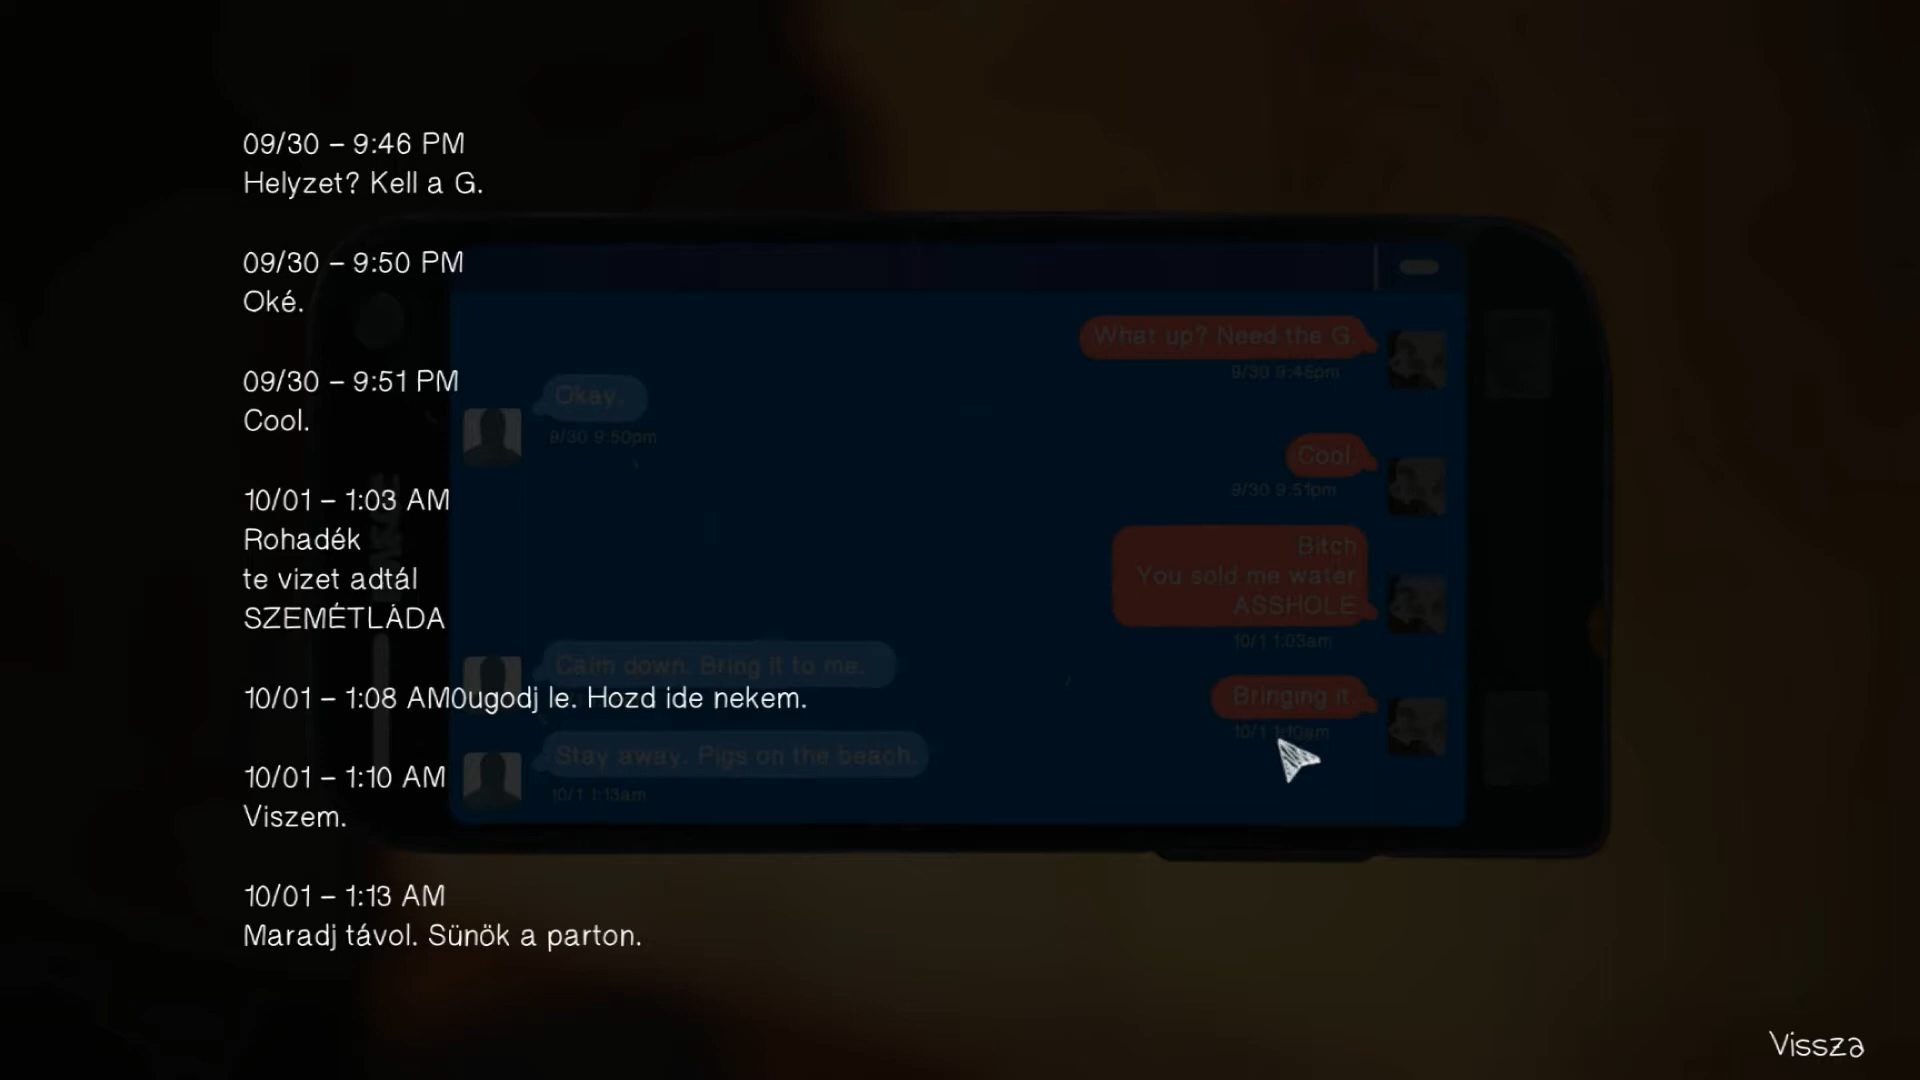 09/30 – 9:46 PM
Helyzet? Kell a G.
09/30 – 9:50 PM
Oké.
09/30 – 9:51 PM
Cool.
10/01 – 1:03 AM
Rohadék
te vizet adtál
SZEMÉTLÁDA
10/01 – 1:08 AM0ugodj le. Hozd ide nekem.
10/01 – 1:10 AM
Viszem.
10/01 – 1:13 AM
Maradj távol. Sünök a parton.
What up? Need the G.
9/30 9:46pm
Okay.
9/30 9:50pm
Cool.
9/30 9:51pm
Bitch
You sold me water
ASSHOLE
10/1 1:03am
Calm down. Bring it to me.
Bringing it.
10/1 1:10am
Stay away. Pigs on the beach.
10/1 1:13am
Vissza